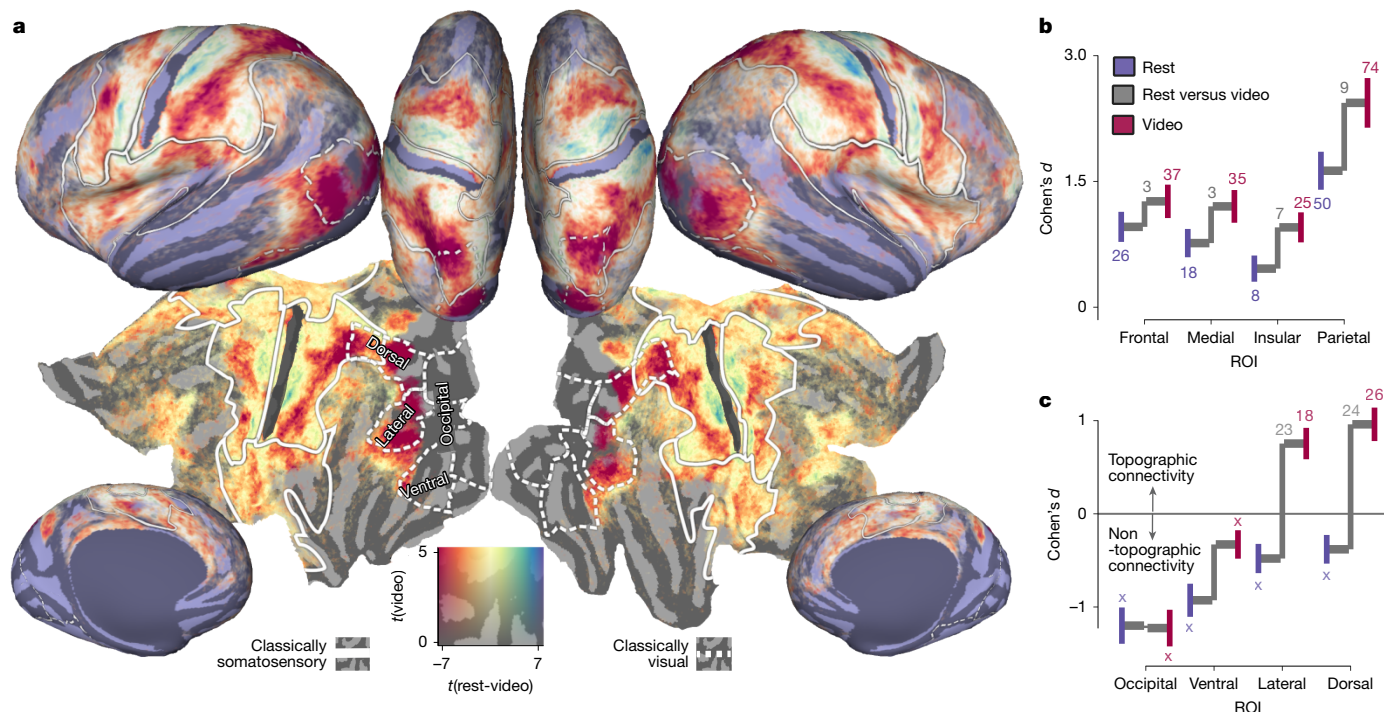 a
Dorsal
Lateral
Occipital
Ventral
5
t(video)
0
−7
7
t(rest-video)
Classically
somatosensory
Classically
visual
b
3.0
1.5
0
Cohen's d
Rest
Rest versus video
Video
26
3
37
18
3
35
8
7
25
50
9
74
Frontal
Medial
Insular
Parietal
ROI
c
1
0
−1
Cohen's d
Topographic
connectivity
Non
-topographic
connectivity
x
x
x
x
x
23
18
x
24
26
Occipital
Ventral
Lateral
Dorsal
ROI